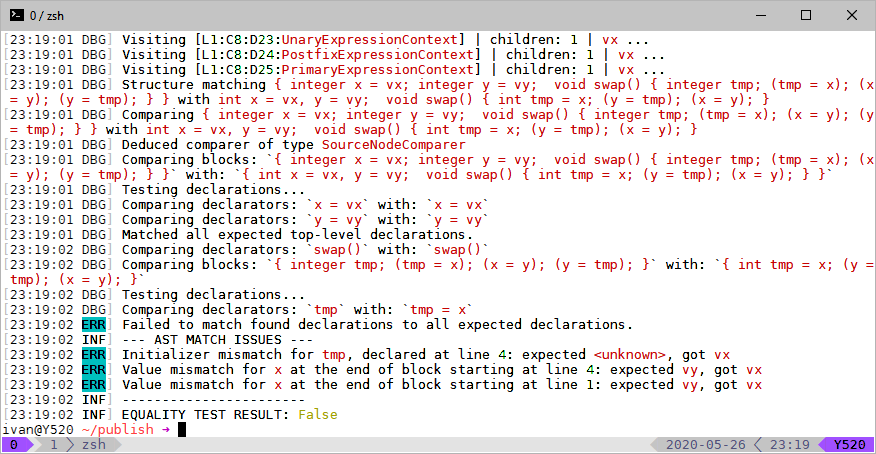 0 / zsh
[23:19:01 DBG] Visiting [L1:C8:D23:UnaryExpressionContext] | children: 1 | vx ...
[23:19:01 DBG] Visiting [L1:C8:D24:PostfixExpressionContext] | children: 1 | vx ...
[23:19:01 DBG] Visiting [L1:C8:D25:PrimaryExpressionContext] | children: 1 | vx ...
[23:19:01 DBG] Structure matching { integer x = vx; integer y = vy;  void swap() { integer tmp; (tmp = x); (x
= y); (y = tmp); } } with int x = vx, y = vy;  void swap() { int tmp = x; (y = tmp); (x = y); }
[23:19:01 DBG] Comparing { integer x = vx; integer y = vy;  void swap() { integer tmp; (tmp = x); (x = y); (y
= tmp); } } with int x = vx, y = vy;  void swap() { int tmp = x; (y = tmp); (x = y); }
[23:19:01 DBG] Deduced comparer of type SourceNodeComparer
[23:19:01 DBG] Comparing blocks: `{ integer x = vx; integer y = vy;  void swap() { integer tmp; (tmp = x); (x
= y); (y = tmp); } }` with: `{ int x = vx, y = vy;  void swap() { int tmp = x; (y = tmp); (x = y); } }`
[23:19:01 DBG] Testing declarations...
[23:19:01 DBG] Comparing declarators: `x = vx` with: `x = vx`
[23:19:01 DBG] Comparing declarators: `y = vy` with: `y = vy`
[23:19:01 DBG] Matched all expected top-level declarations.
[23:19:02 DBG] Comparing declarators: `swap()` with: `swap()`
[23:19:02 DBG] Comparing blocks: `{ integer tmp; (tmp = x); (x = y); (y = tmp); }` with: `{ int tmp = x; (y =
tmp); (x = y); }`
[23:19:02 DBG] Testing declarations...
[23:19:02 DBG] Comparing declarators: `tmp` with: `tmp = x`
[23:19:02 ERR] Failed to match found declarations to all expected declarations.
[23:19:02 INF] --- AST MATCH ISSUES ---
[23:19:02 ERR] Initializer mismatch for tmp, declared at line 4: expected <unknown>, got vx
[23:19:02 ERR] Value mismatch for x at the end of block starting at line 4: expected vy, got vx
[23:19:02 ERR] Value mismatch for x at the end of block starting at line 1: expected vy, got vx
[23:19:02 INF] -----------------------
[23:19:02 INF] EQUALITY TEST RESULT: False
ivan@Y520 ~/publish ➜
0 1 zsh 2020-05-26 23:19 Y520